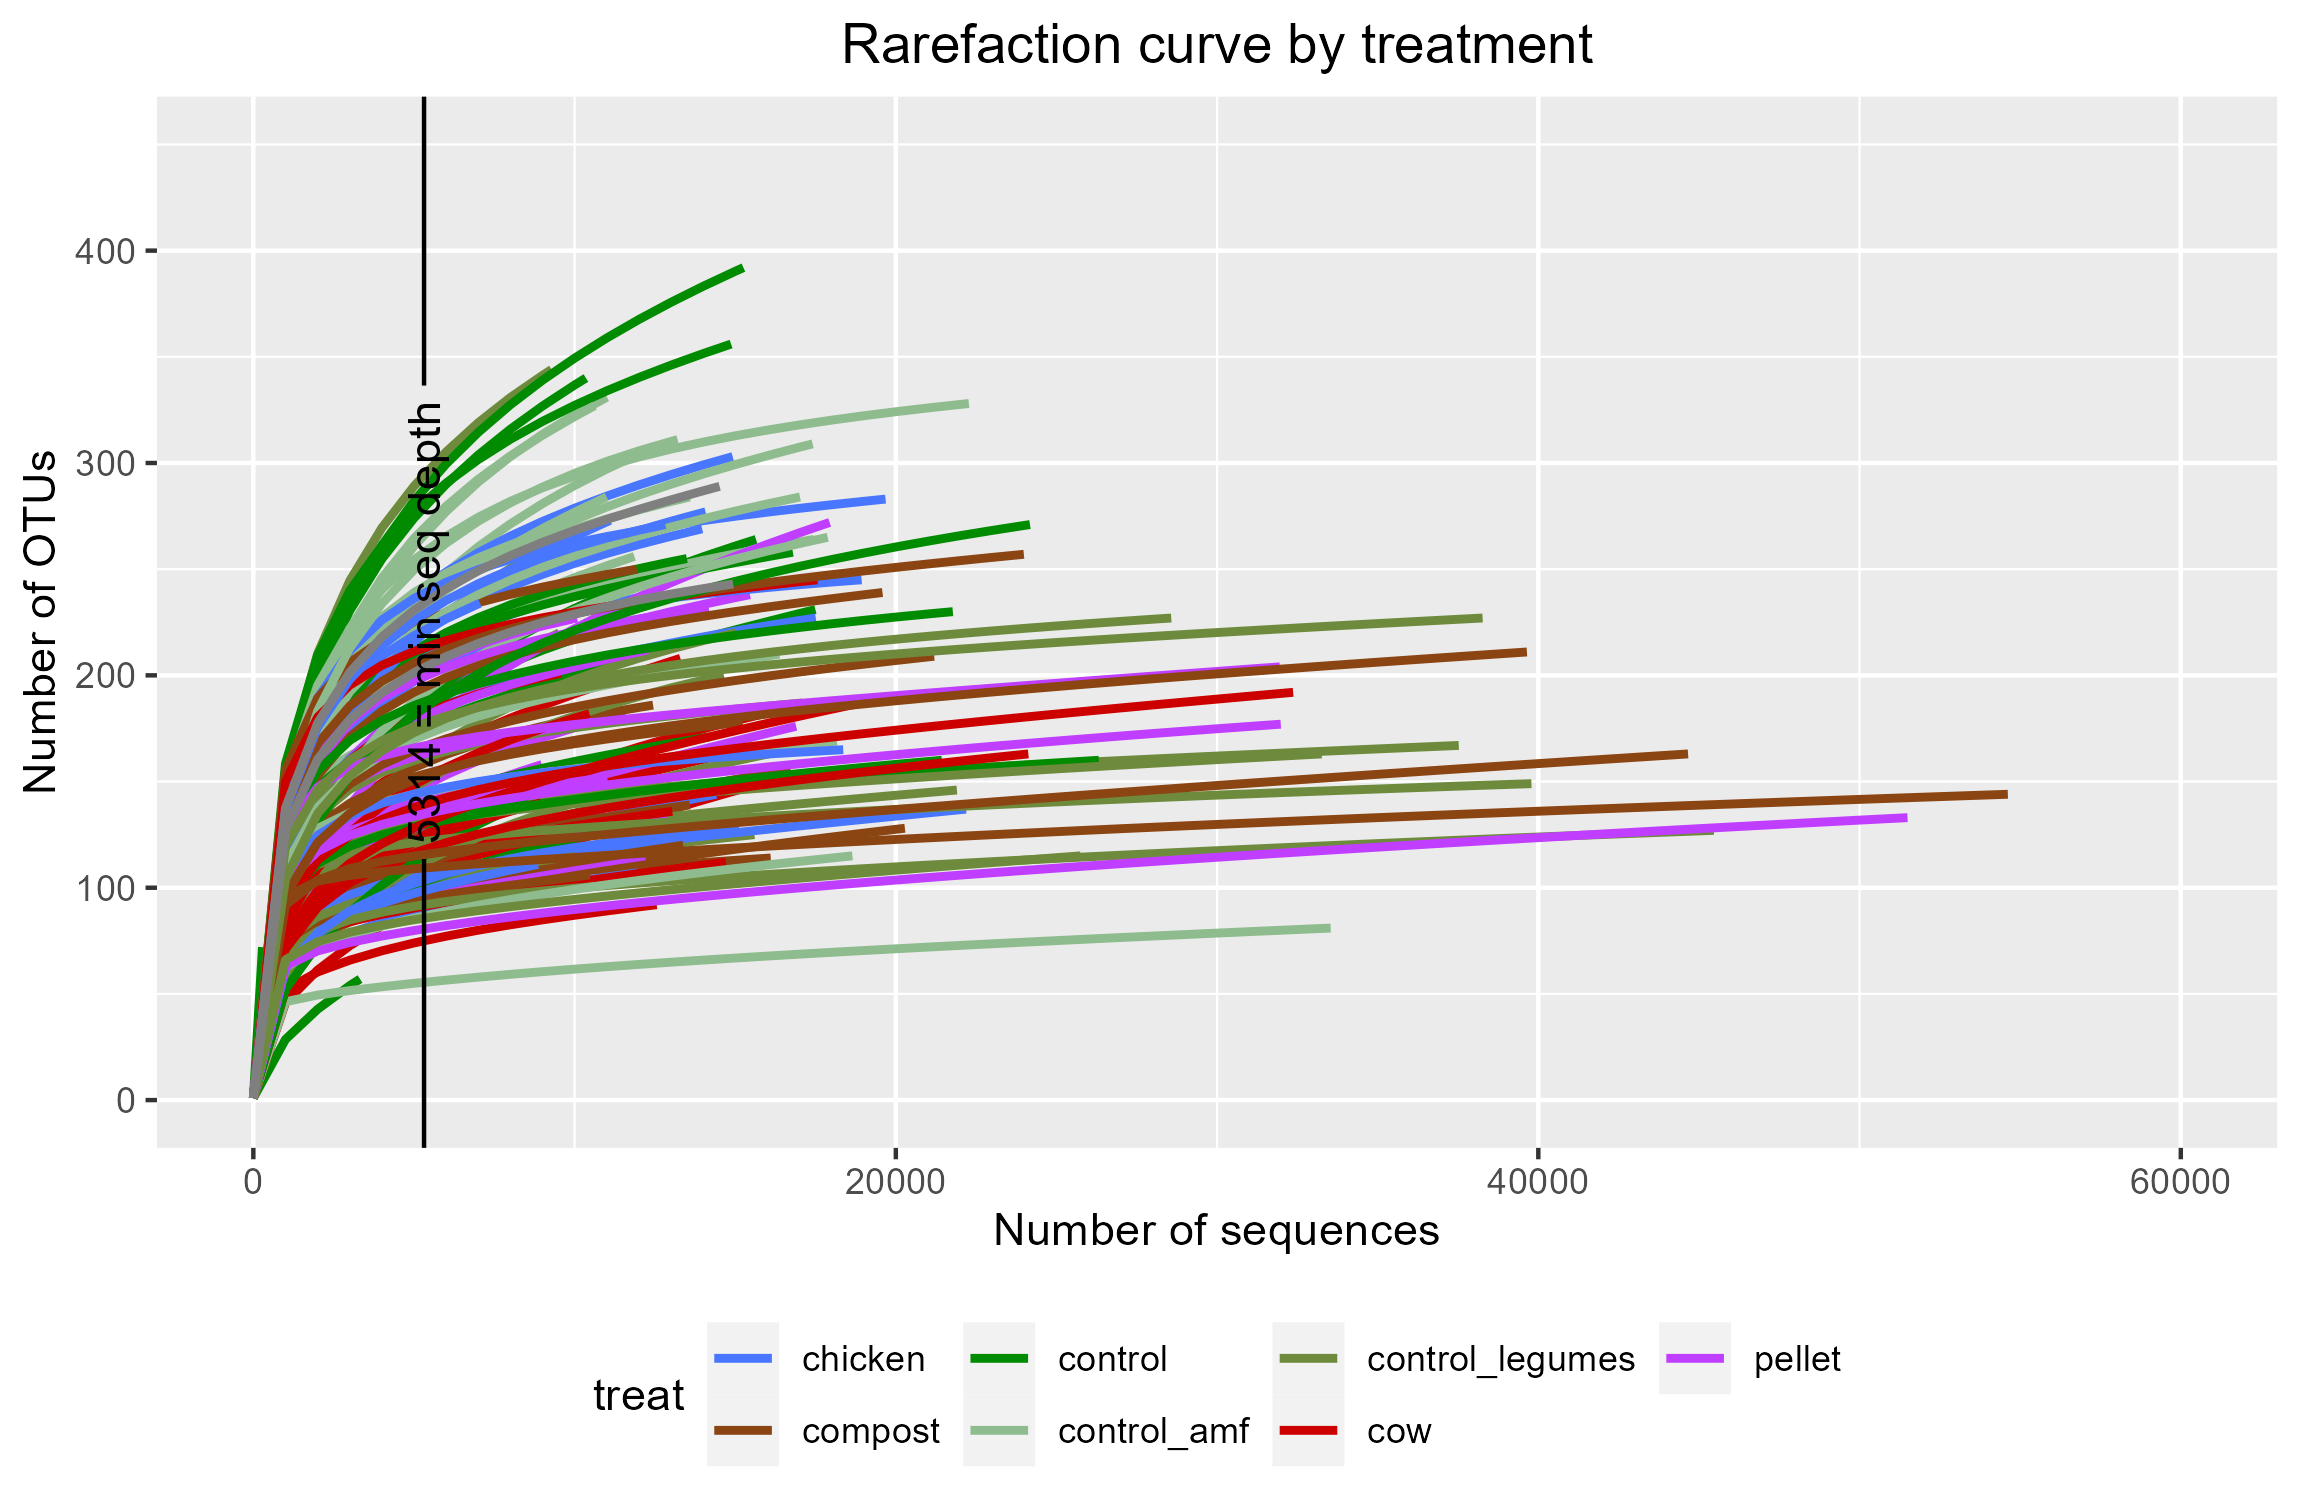 Rarefaction curve by treatment
Number of OTUs
400
300
200
100
0
5314 = min seq depth
0 20000 40000 60000
Number of sequences
treat
chicken control control_legumes pellet
compost control_amf cow